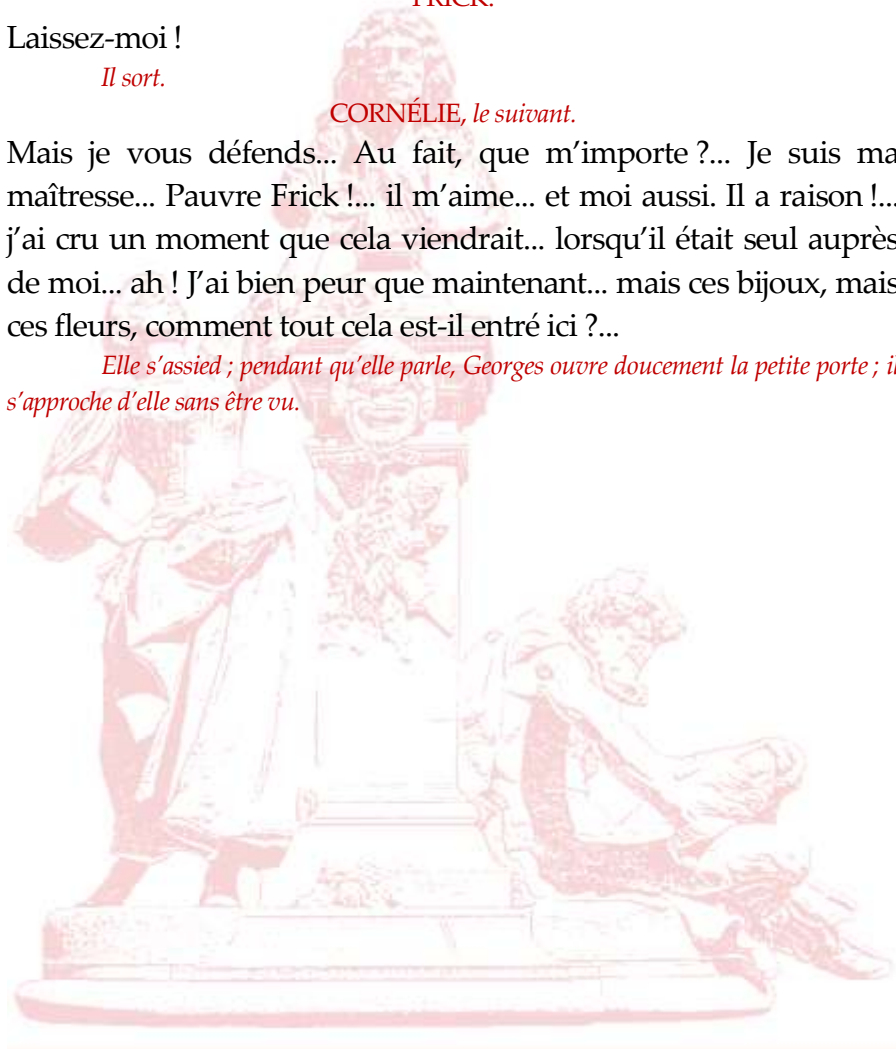 FRICK.
Laissez-moi !
Il sort.
CORNÉLIE, le suivant.
Mais je vous défends... Au fait, que m’importe ?... Je suis ma
maîtresse... Pauvre Frick !... il m’aime... et moi aussi. Il a raison !...
j’ai cru un moment que cela viendrait... lorsqu’il était seul auprès
de moi... ah ! J’ai bien peur que maintenant... mais ces bijoux, mais
ces fleurs, comment tout cela est-il entré ici ?...
Elle s’assied ; pendant qu’elle parle, Georges ouvre doucement la petite porte ; il
s’approche d’elle sans être vu.